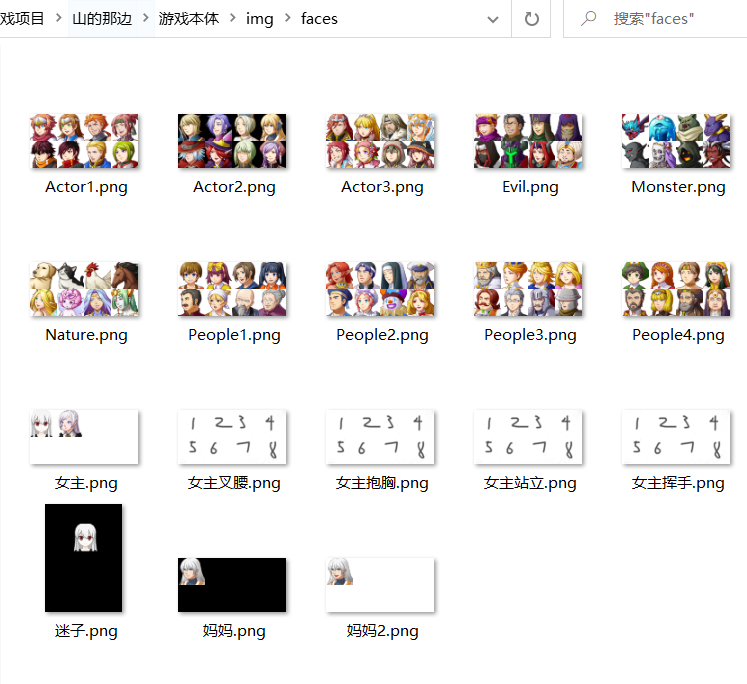 戏项目 > 山的那边 > 游戏本体 > img > faces
搜索"faces"
Actor1.png Actor2.png Actor3.png Evil.png Monster.png
Nature.png People1.png People2.png People3.png People4.png
1 2 3 4 1 2 3 4 1 2 3 4 1 2 3 4
5 6 7 8 5 6 7 8 5 6 7 8 5 6 7 8
女主.png 女主叉腰.png 女主抱胸.png 女主站立.png 女主挥手.png
迷子.png 妈妈.png 妈妈2.png